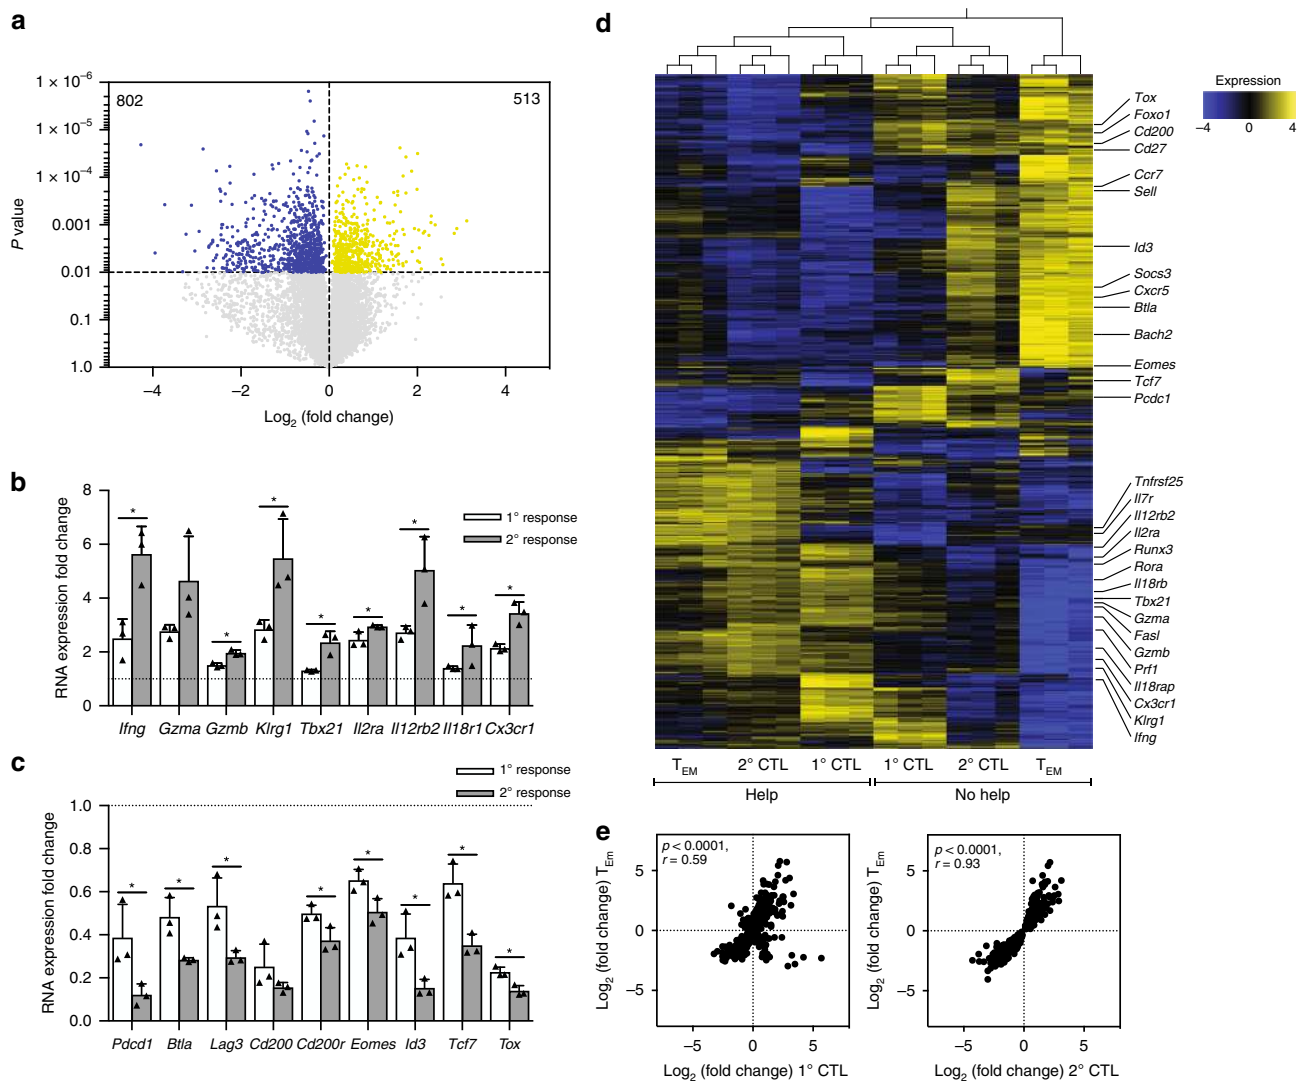 a
1 × 10⁻⁶
1 × 10⁻⁵
1 × 10⁻⁴
0.001
0.01
0.1
1.0
P value
802
513
−4
−2
0
2
4
Log₂ (fold change)
b
8
6
4
2
0
RNA expression fold change
*
*
*
*
*
*
*
*
1° response
2° response
Ifng
Gzma
Gzmb
Klrg1
Tbx21
Il2ra
Il12rb2
Il18r1
Cx3cr1
c
1.0
0.8
0.6
0.4
0.2
0.0
RNA expression fold change
*
*
*
*
*
*
*
*
1° response
2° response
Pdcd1
Btla
Lag3
Cd200
Cd200r
Eomes
Id3
Tcf7
Tox
d
Expression
−4
0
4
Tox
Foxo1
Cd200
Cd27
Ccr7
Sell
Id3
Socs3
Cxcr5
Btla
Bach2
Eomes
Tcf7
Pcdc1
Tnfrsf25
Il7r
Il12rb2
Il2ra
Runx3
Rora
Il18rb
Tbx21
Gzma
Fasl
Gzmb
Prf1
Il18rap
Cx3cr1
Klrg1
Ifng
T_EM
2° CTL
1° CTL
1° CTL
2° CTL
T_EM
Help
No help
e
p < 0.0001,
r = 0.59
5
0
−5
Log₂ (fold change) T_Em
−5
0
5
Log₂ (fold change) 1° CTL
p < 0.0001,
r = 0.93
5
0
−5
Log₂ (fold change) T_Em
−5
0
5
Log₂ (fold change) 2° CTL